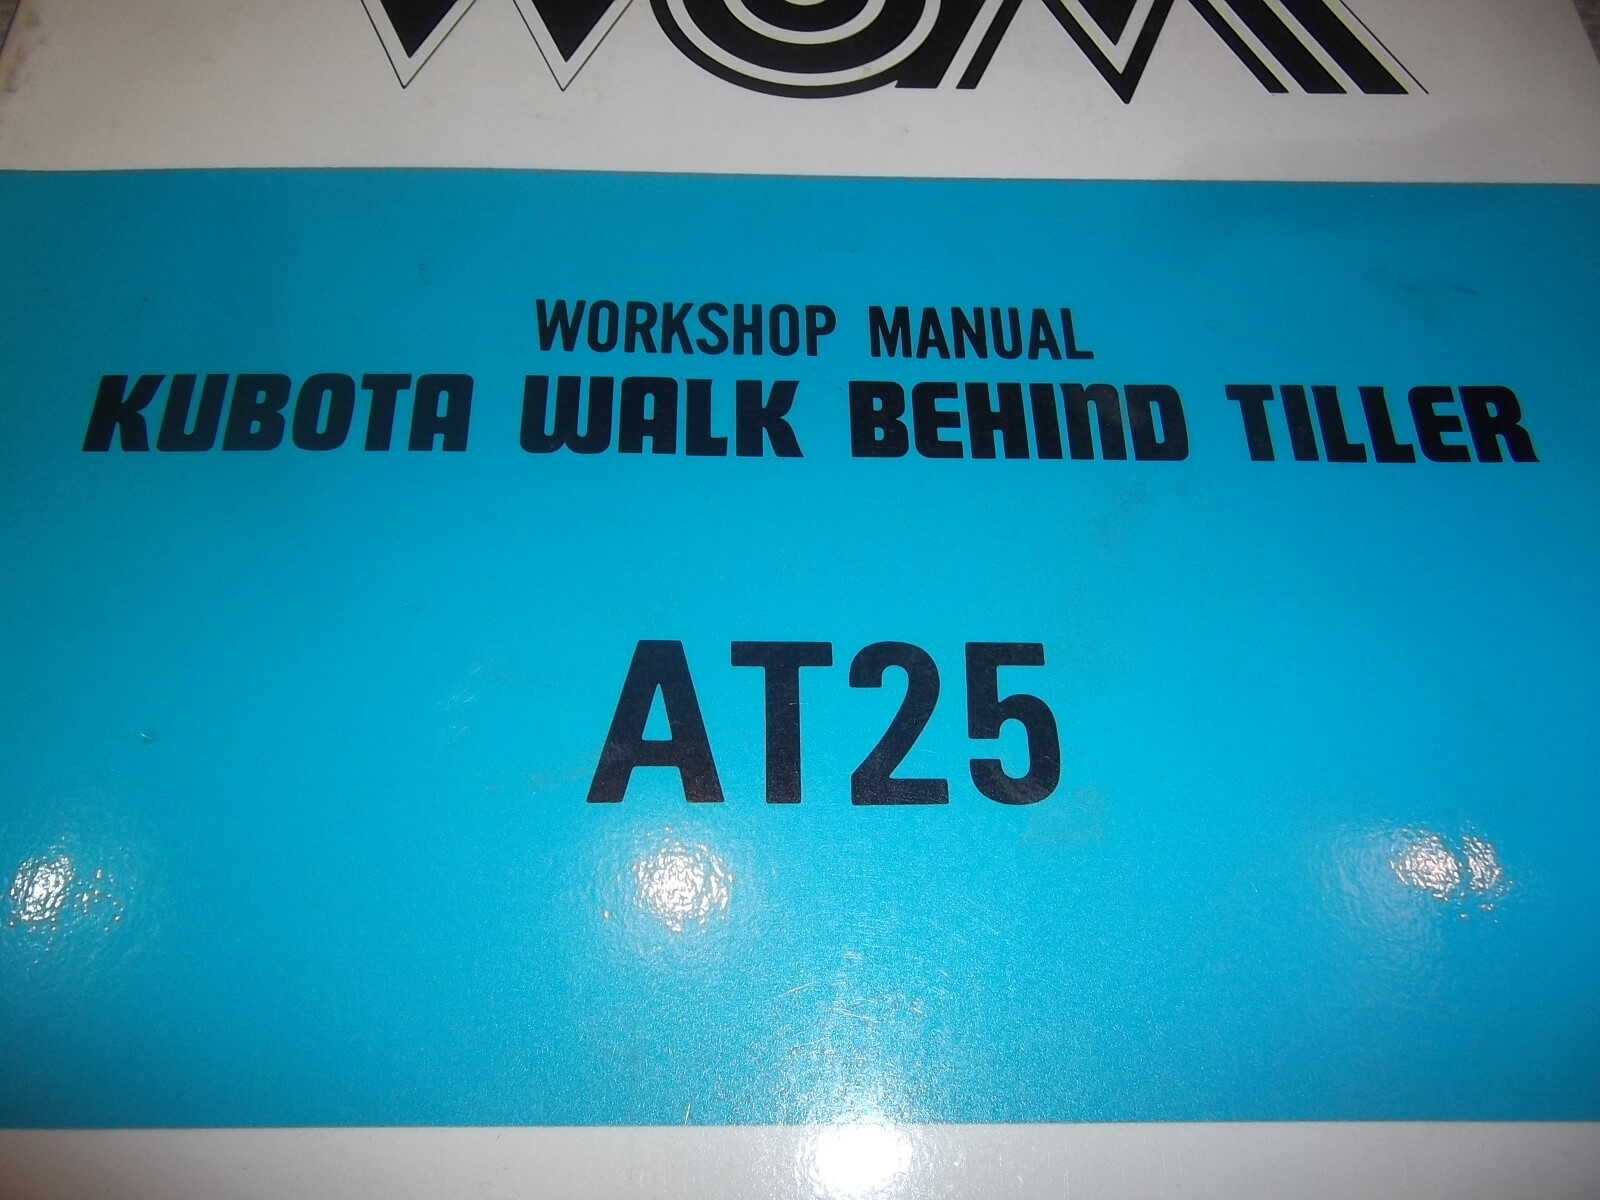 WORKSHOP MANUAL
KUBOTA WALK BEHIND TILLER
AT25